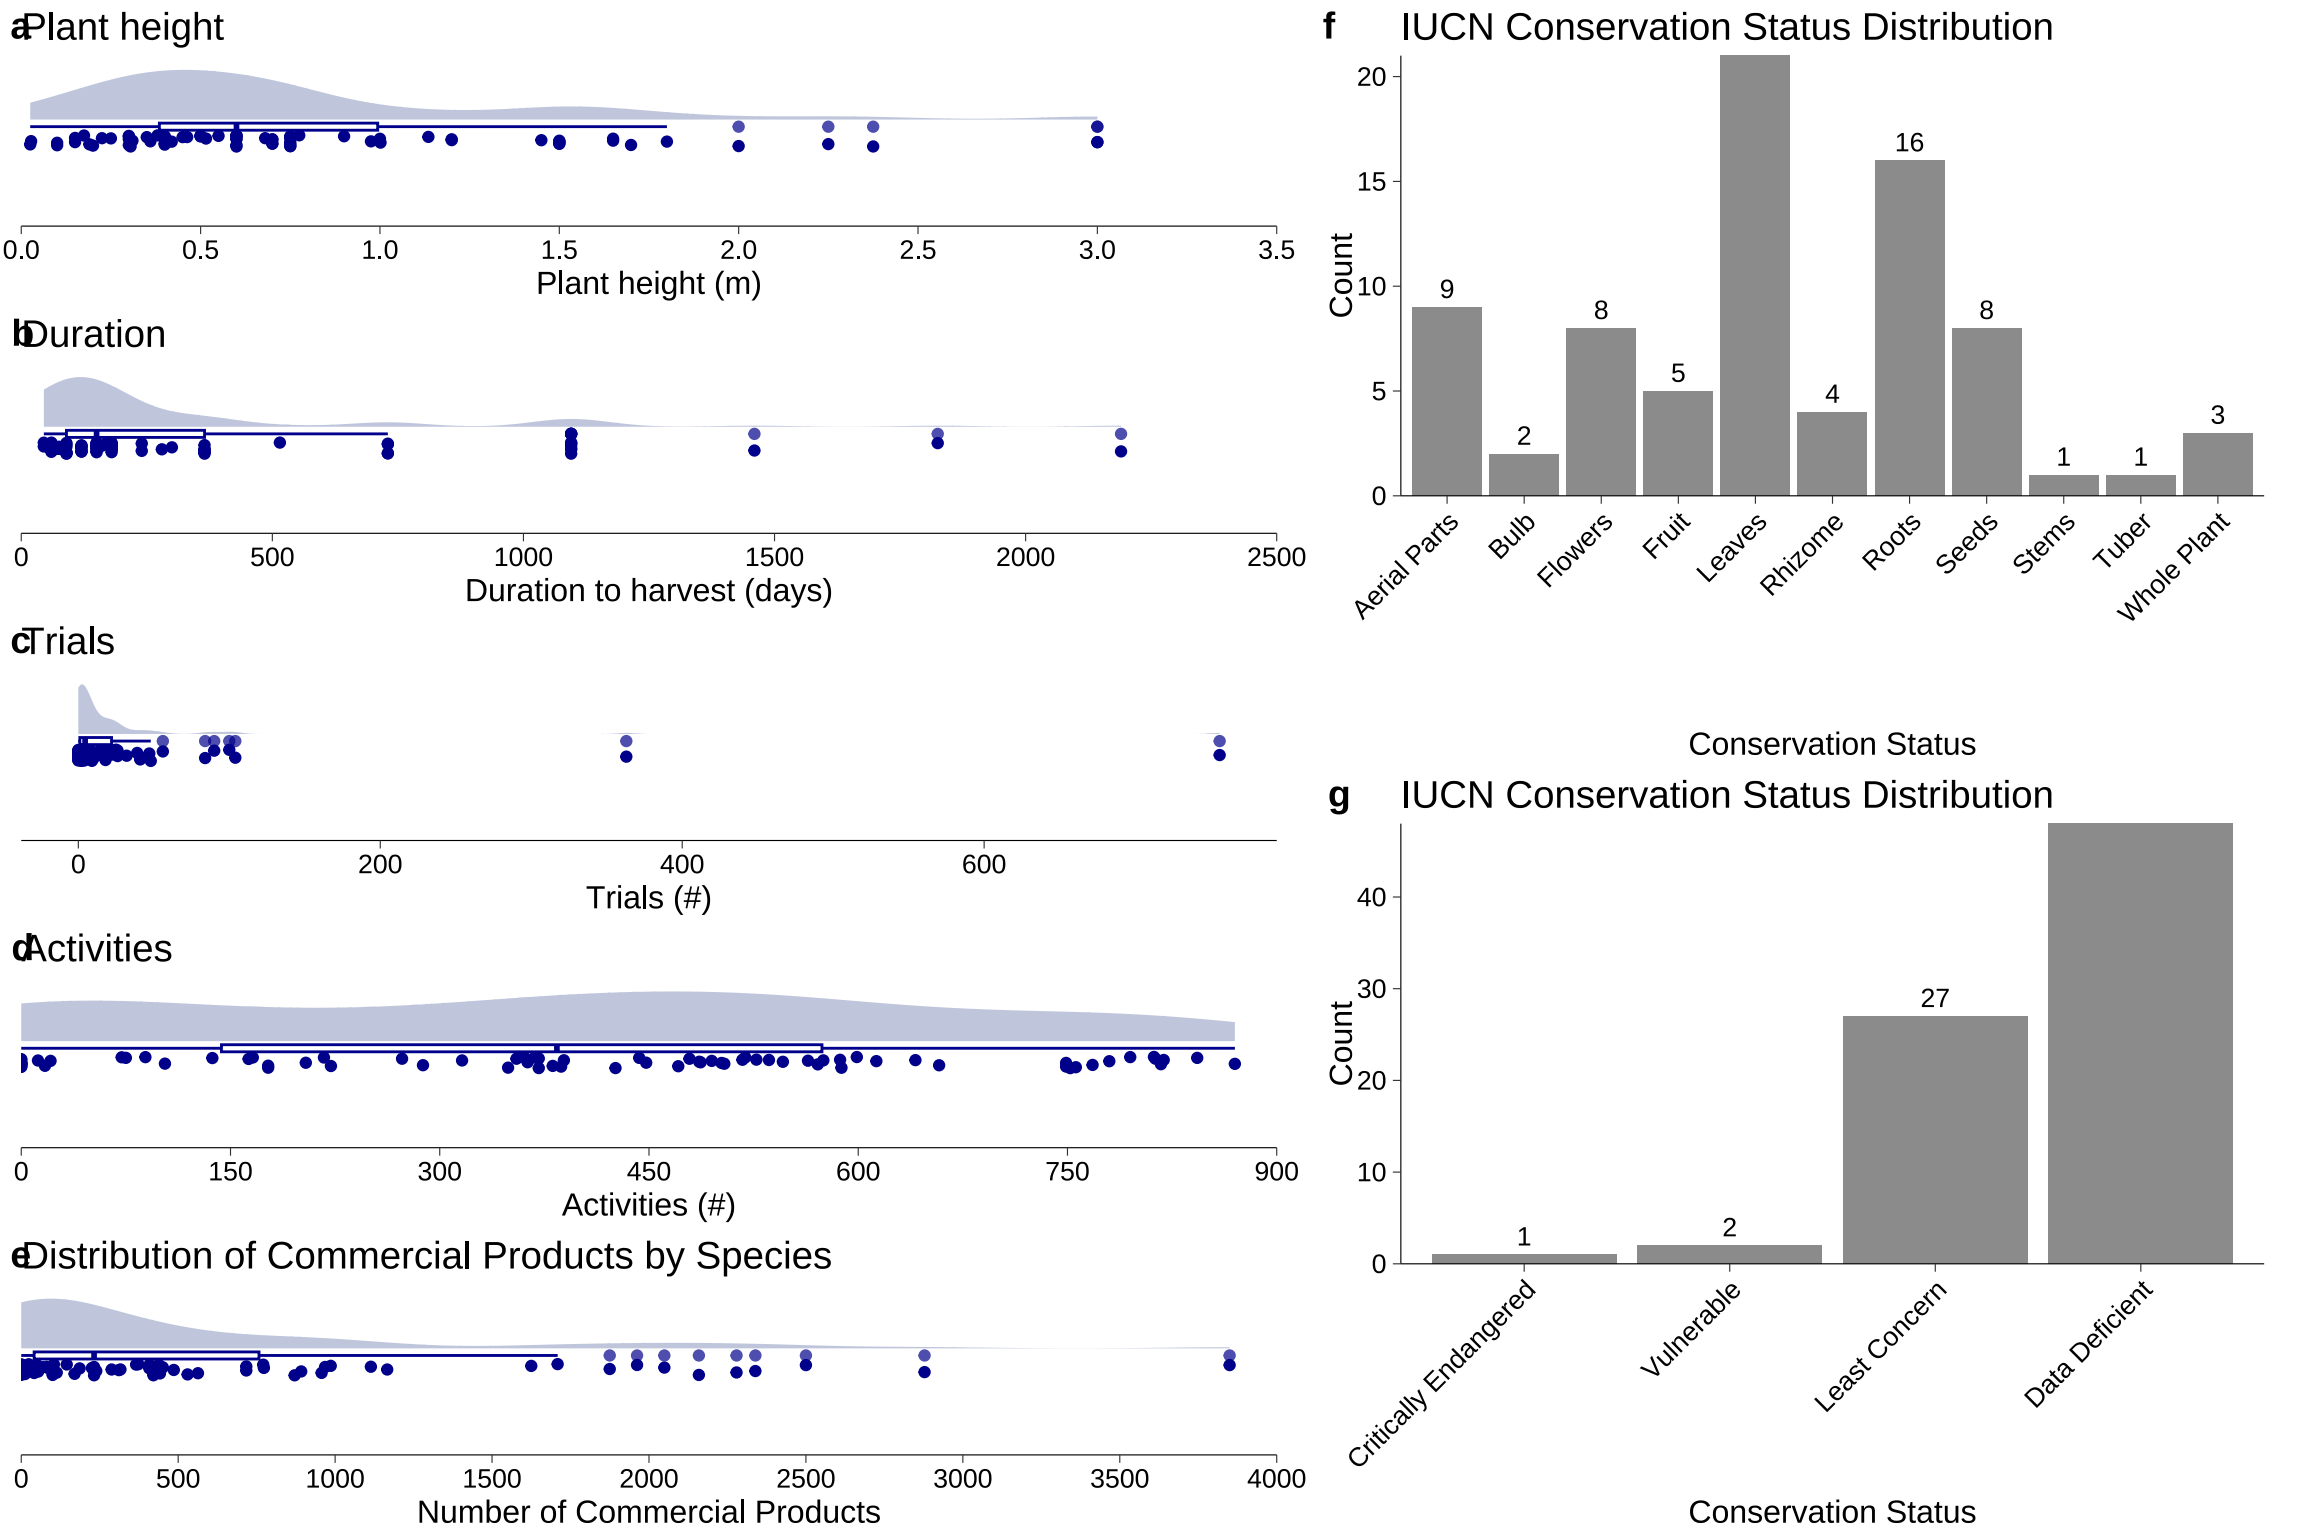 a Plant height
0.0 0.5 1.0 1.5 2.0 2.5 3.0 3.5
Plant height (m)
b Duration
0 500 1000 1500 2000 2500
Duration to harvest (days)
c Trials
0 200 400 600
Trials (#)
d Activities
0 150 300 450 600 750 900
Activities (#)
e Distribution of Commercial Products by Species
0 500 1000 1500 2000 2500 3000 3500 4000
Number of Commercial Products
f IUCN Conservation Status Distribution
Count
20
15
10
5
0
9 2 8 5 4 16 8 1 1 3
Aerial Parts Bulb Flowers Fruit Leaves Rhizome Roots Seeds Stems Tuber Whole Plant
Conservation Status
g IUCN Conservation Status Distribution
Count
40
30
20
10
0
1 2 27
Critically Endangered Vulnerable Least Concern Data Deficient
Conservation Status